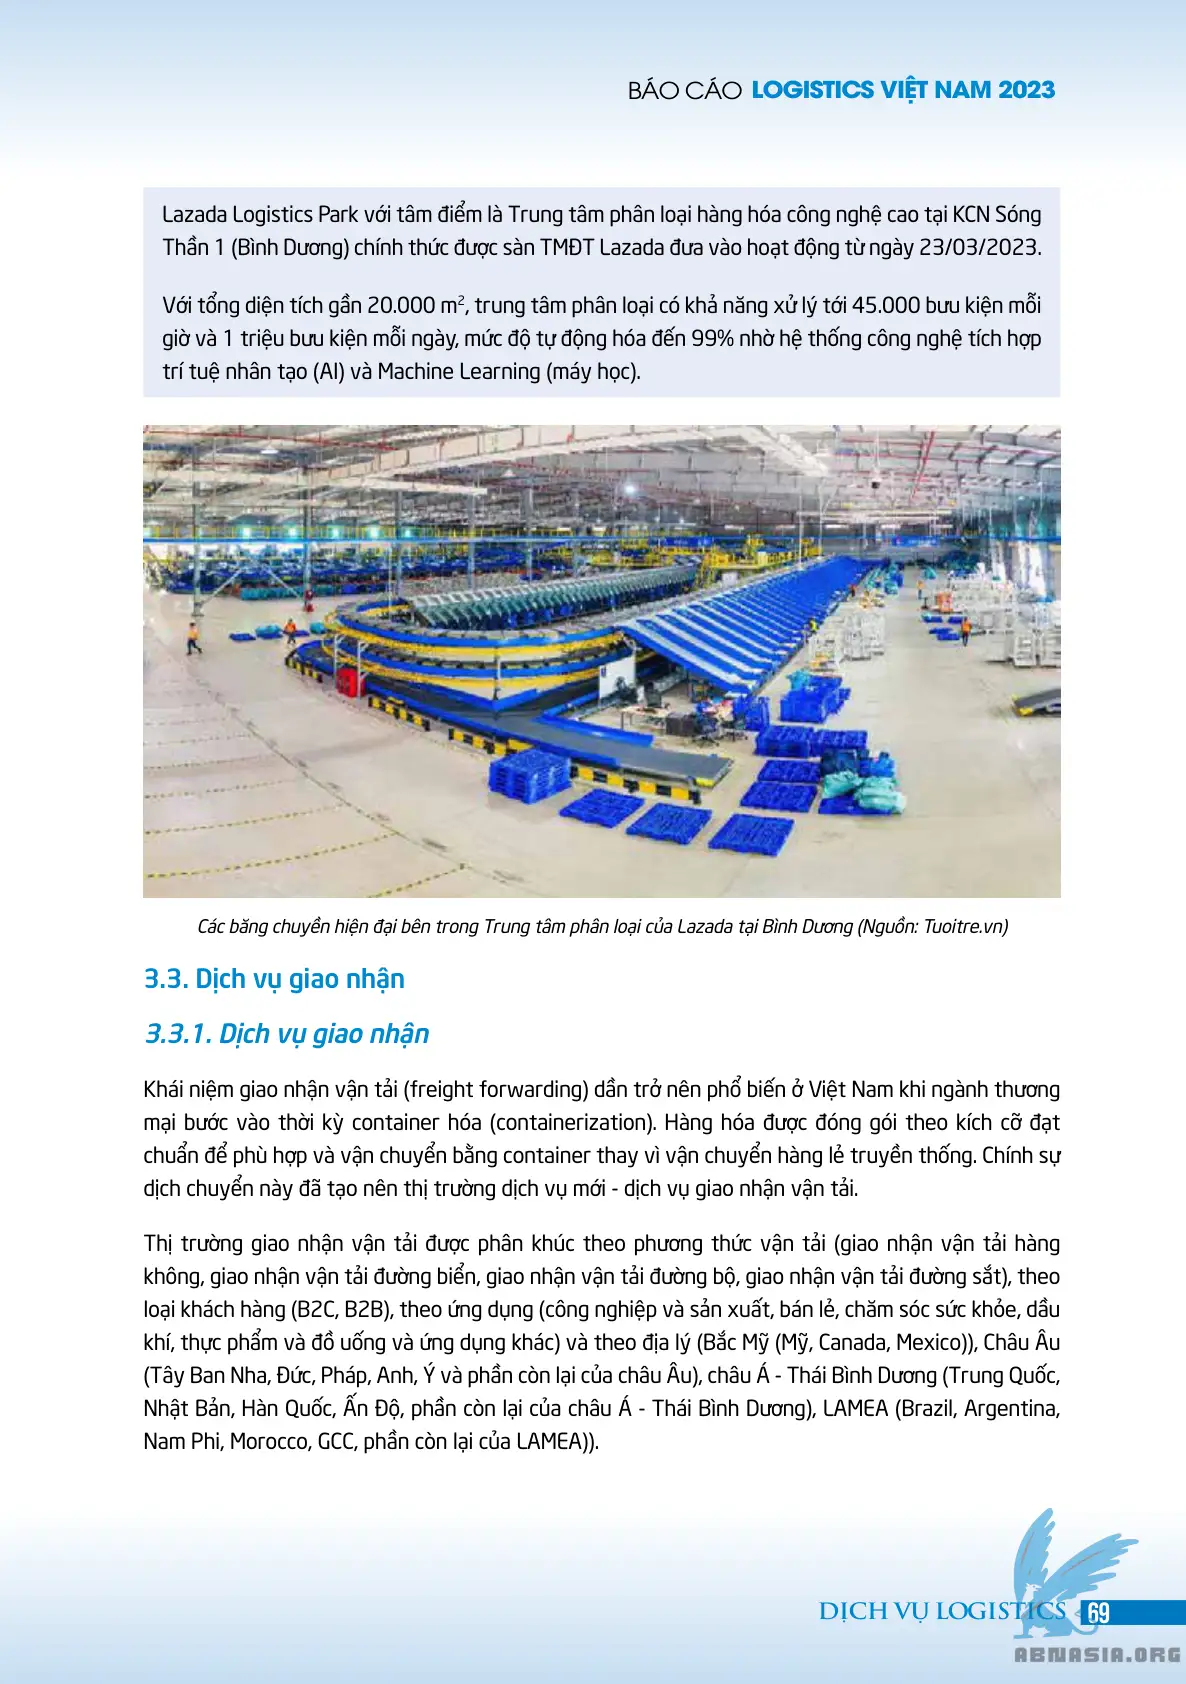 BÁO CÁO LOGISTICS VIỆT NAM 2023
Lazada Logistics Park với tâm điểm là Trung tâm phân loại hàng hóa công nghệ cao tại KCN Sóng
Thần 1 (Bình Dương) chính thức được sàn TMĐT Lazada đưa vào hoạt động từ ngày 23/03/2023.
Với tổng diện tích gần 20.000 m², trung tâm phân loại có khả năng xử lý tới 45.000 bưu kiện mỗi
giờ và 1 triệu bưu kiện mỗi ngày, mức độ tự động hóa đến 99% nhờ hệ thống công nghệ tích hợp
trí tuệ nhân tạo (AI) và Machine Learning (máy học).
Các băng chuyền hiện đại bên trong Trung tâm phân loại của Lazada tại Bình Dương (Nguồn: Tuoitre.vn)
3.3. Dịch vụ giao nhận
3.3.1. Dịch vụ giao nhận
Khái niệm giao nhận vận tải (freight forwarding) dần trở nên phổ biến ở Việt Nam khi ngành thương
mại bước vào thời kỳ container hóa (containerization). Hàng hóa được đóng gói theo kích cỡ đạt
chuẩn để phù hợp và vận chuyển bằng container thay vì vận chuyển hàng lẻ truyền thống. Chính sự
dịch chuyển này đã tạo nên thị trường dịch vụ mới - dịch vụ giao nhận vận tải.
Thị trường giao nhận vận tải được phân khúc theo phương thức vận tải (giao nhận vận tải hàng
không, giao nhận vận tải đường biển, giao nhận vận tải đường bộ, giao nhận vận tải đường sắt), theo
loại khách hàng (B2C, B2B), theo ứng dụng (công nghiệp và sản xuất, bán lẻ, chăm sóc sức khỏe, dầu
khí, thực phẩm và đồ uống và ứng dụng khác) và theo địa lý (Bắc Mỹ (Mỹ, Canada, Mexico)), Châu Âu
(Tây Ban Nha, Đức, Pháp, Anh, Ý và phần còn lại của châu Âu), châu Á - Thái Bình Dương (Trung Quốc,
Nhật Bản, Hàn Quốc, Ấn Độ, phần còn lại của châu Á - Thái Bình Dương), LAMEA (Brazil, Argentina,
Nam Phi, Morocco, GCC, phần còn lại của LAMEA)).
DỊCH VỤ LOGISTICS 69
ABNASIA.ORG